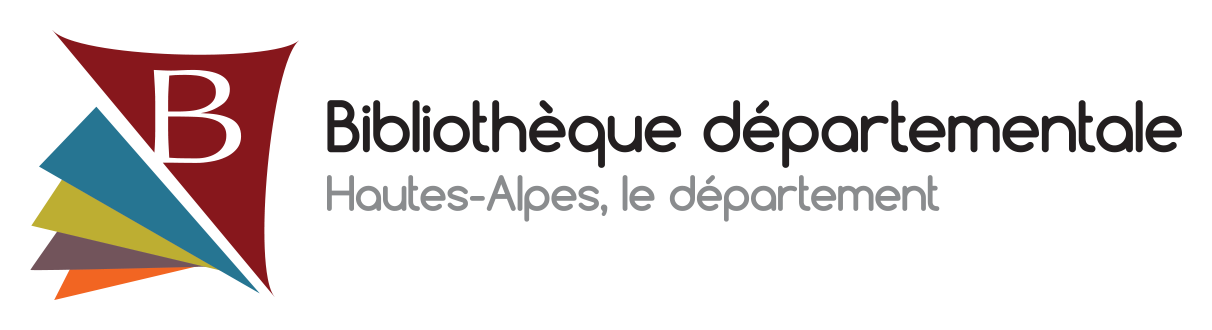 B
Bibliothèque départementale
Hautes-Alpes, le département